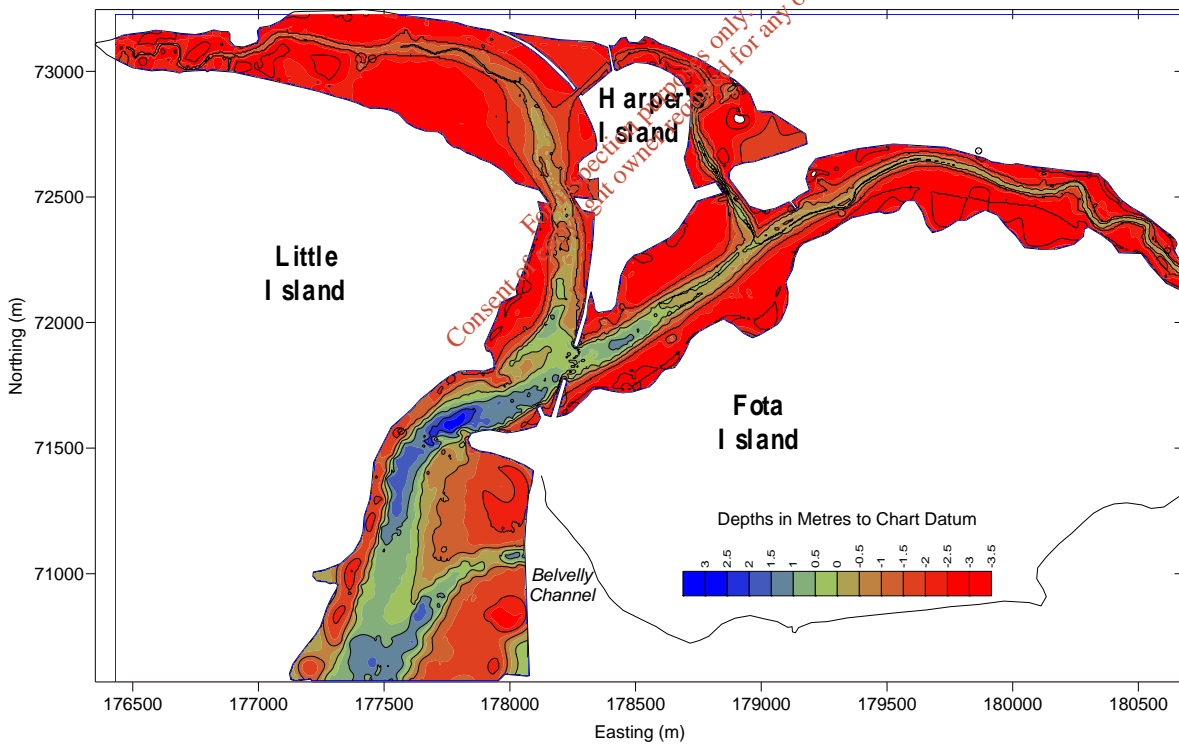 For inspection purposes only.
Consent of copyright owner required for any o
Harper's
Island
Little
Island
Fota
Island
Belvelly
Channel
Depths in Metres to Chart Datum
3 2.5 2 1.5 1 0.5 0 -0.5 -1 -1.5 -2 -2.5 -3 -3.5
Northing (m)
73000
72500
72000
71500
71000
176500 177000 177500 178000 178500 179000 179500 180000 180500
Easting (m)